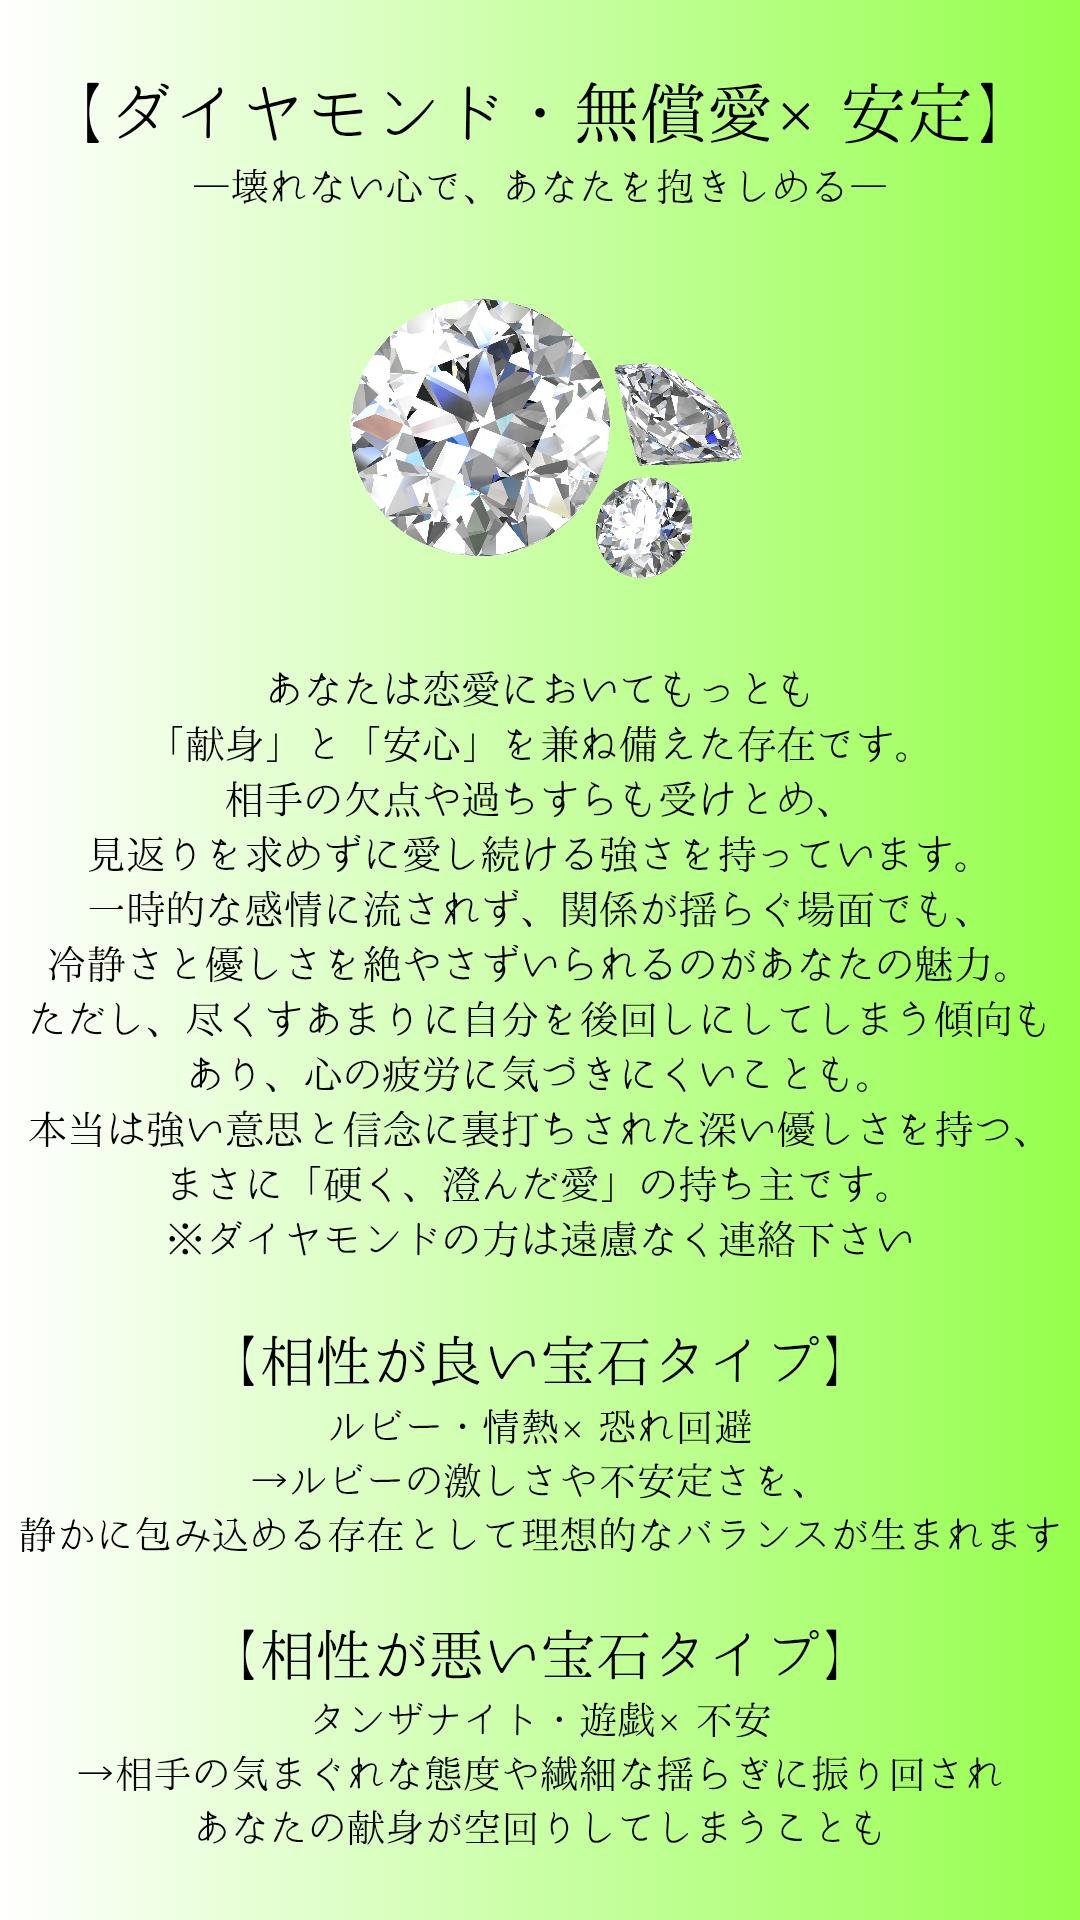 【ダイヤモンド・無償愛× 安定】
―壊れない心で、あなたを抱きしめる―
あなたは恋愛においてもっとも
「献身」と「安心」を兼ね備えた存在です。
相手の欠点や過ちすらも受けとめ、
見返りを求めずに愛し続ける強さを持っています。
一時的な感情に流されず、関係が揺らぐ場面でも、
冷静さと優しさを絶やさずいられるのがあなたの魅力。
ただし、尽くすあまりに自分を後回しにしてしまう傾向も
あり、心の疲労に気づきにくいことも。
本当は強い意思と信念に裏打ちされた深い優しさを持つ、
まさに「硬く、澄んだ愛」の持ち主です。
※ダイヤモンドの方は遠慮なく連絡下さい
【相性が良い宝石タイプ】
ルビー・情熱× 恐れ回避
→ルビーの激しさや不安定さを、
静かに包み込める存在として理想的なバランスが生まれます
【相性が悪い宝石タイプ】
タンザナイト・遊戯× 不安
→相手の気まぐれな態度や繊細な揺らぎに振り回され
あなたの献身が空回りしてしまうことも